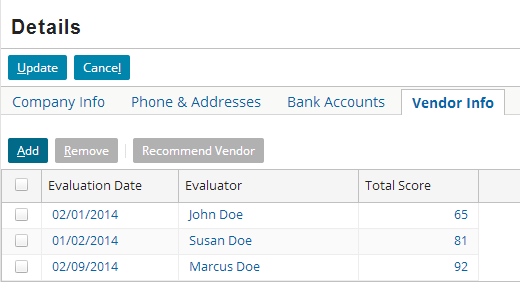 Details
Update Cancel
Company Info Phone & Addresses Bank Accounts Vendor Info
Add Remove Recommend Vendor
Evaluation Date Evaluator Total Score
02/01/2014 John Doe 65
01/02/2014 Susan Doe 81
02/09/2014 Marcus Doe 92